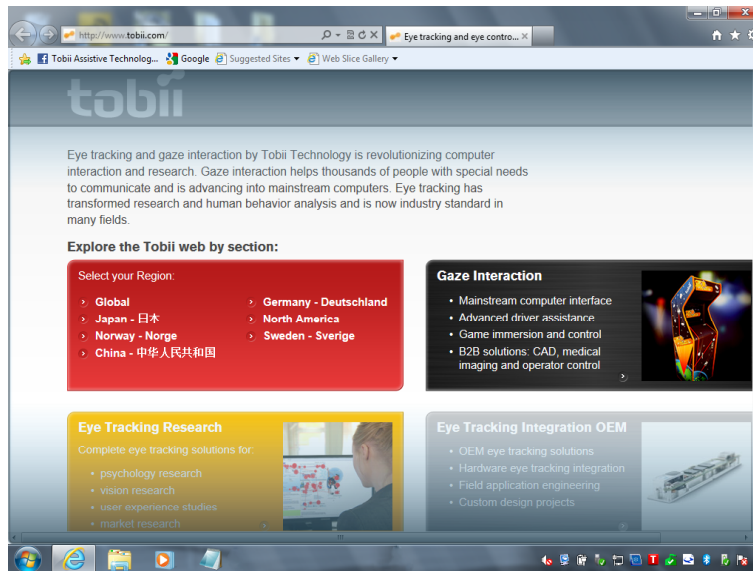 http://www.tobii.com/
Eye tracking and eye contro...
Tobii Assistive Technolog...
Google
Suggested Sites
Web Slice Gallery
tobii
Eye tracking and gaze interaction by Tobii Technology is revolutionizing computer
interaction and research. Gaze interaction helps thousands of people with special needs
to communicate and is advancing into mainstream computers. Eye tracking has
transformed research and human behavior analysis and is now industry standard in
many fields.
Explore the Tobii web by section:
Select your Region:
Global
Japan - 日本
Norway - Norge
China - 中华人民共和国
Germany - Deutschland
North America
Sweden - Sverige
Gaze Interaction
• Mainstream computer interface
• Advanced driver assistance
• Game immersion and control
• B2B solutions: CAD, medical
imaging and operator control
Eye Tracking Research
Complete eye tracking solutions for:
• psychology research
• vision research
• user experience studies
• market research
Eye Tracking Integration OEM
• OEM eye tracking solutions
• Hardware eye tracking integration
• Field application engineering
• Custom design projects